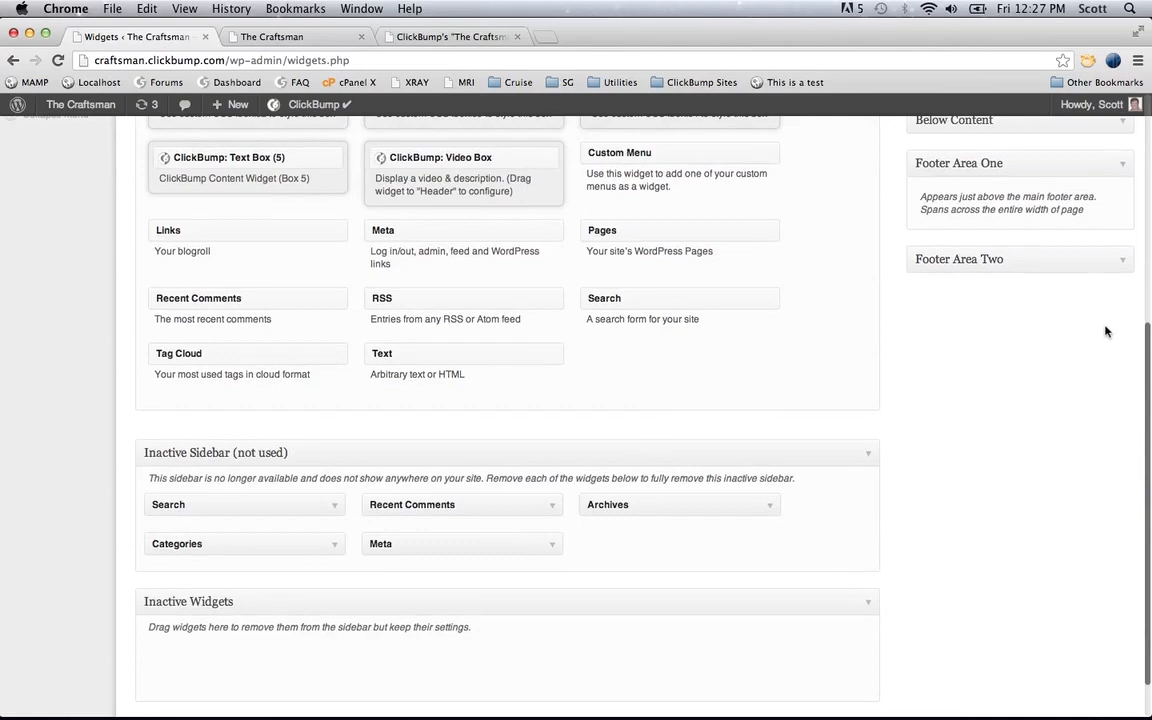 Chrome File Edit View History Bookmarks Window Help 5 Fri 12:27 PM Scott
Widgets ‹ The Craftsman The Craftsman ClickBump's "The Craftsm
craftsman.clickbump.com/wp-admin/widgets.php
MAMP Localhost Forums Dashboard FAQ cP cPanel X XRAY MRI Cruise SG Utilities ClickBump Sites This is a test Other Bookmarks
The Craftsman 3 + New ClickBump ✔ Howdy, Scott
Below Content
ClickBump: Text Box (5)
ClickBump Content Widget (Box 5)
ClickBump: Video Box
Display a video & description. (Drag
widget to "Header" to configure)
Custom Menu
Use this widget to add one of your custom
menus as a widget.
Footer Area One
Appears just above the main footer area.
Spans across the entire width of page
Links
Your blogroll
Meta
Log in/out, admin, feed and WordPress
links
Pages
Your site's WordPress Pages
Footer Area Two
Recent Comments
The most recent comments
RSS
Entries from any RSS or Atom feed
Search
A search form for your site
Tag Cloud
Your most used tags in cloud format
Text
Arbitrary text or HTML
Inactive Sidebar (not used)
This sidebar is no longer available and does not show anywhere on your site. Remove each of the widgets below to fully remove this inactive sidebar.
Search Recent Comments Archives
Categories Meta
Inactive Widgets
Drag widgets here to remove them from the sidebar but keep their settings.